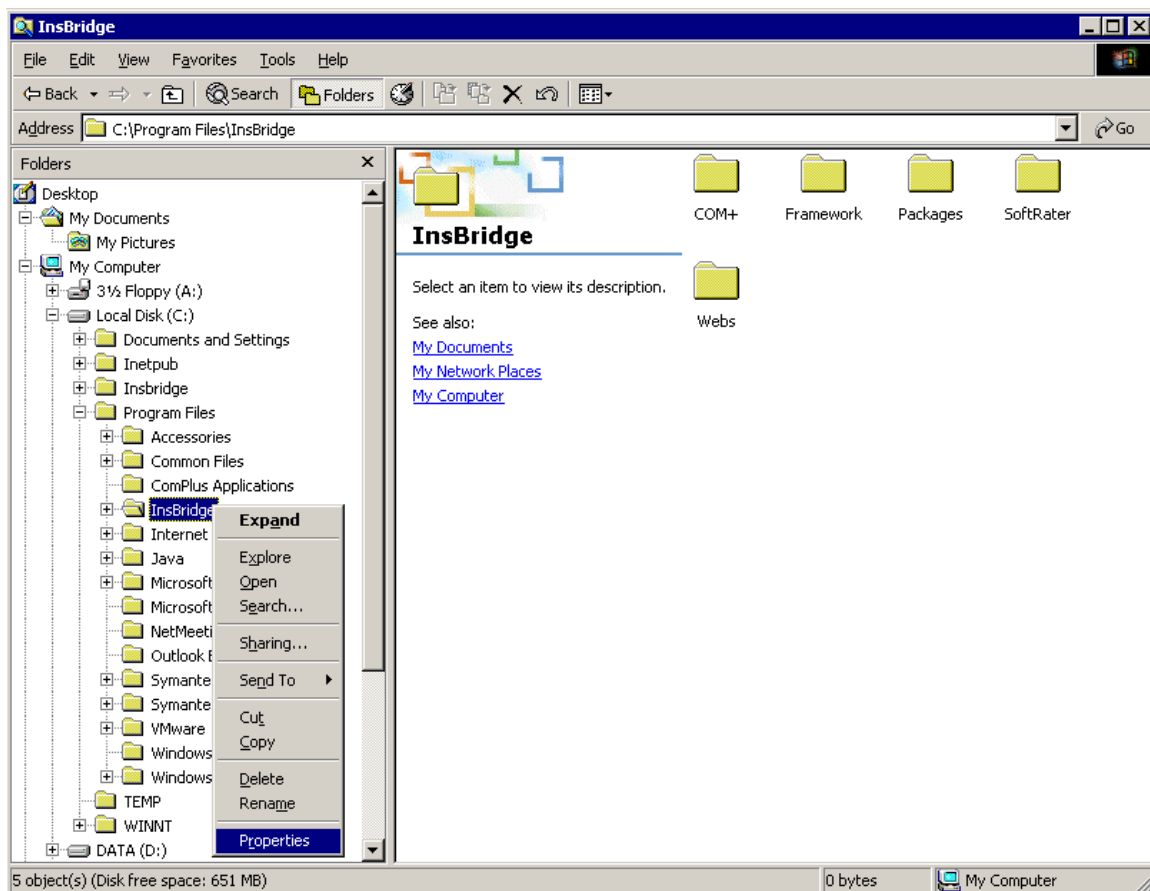 InsBridge
File Edit View Favorites Tools Help
Back Search Folders
Address C:\Program Files\InsBridge Go
Folders
Desktop
My Documents
My Pictures
My Computer
3½ Floppy (A:)
Local Disk (C:)
Documents and Settings
Inetpub
Insbridge
Program Files
Accessories
Common Files
ComPlus Applications
InsBridge
Internet
Java
Microsoft
Microsoft
NetMeeti
Outlook E
Symante
Symante
VMware
Windows
Windows
TEMP
WINNT
DATA (D:)
Expand
Explore
Open
Search...
Sharing...
Send To
Cut
Copy
Delete
Rename
Properties
InsBridge
Select an item to view its description.
See also:
My Documents
My Network Places
My Computer
COM+ Framework Packages SoftRater
Webs
5 object(s) (Disk free space: 651 MB) 0 bytes My Computer